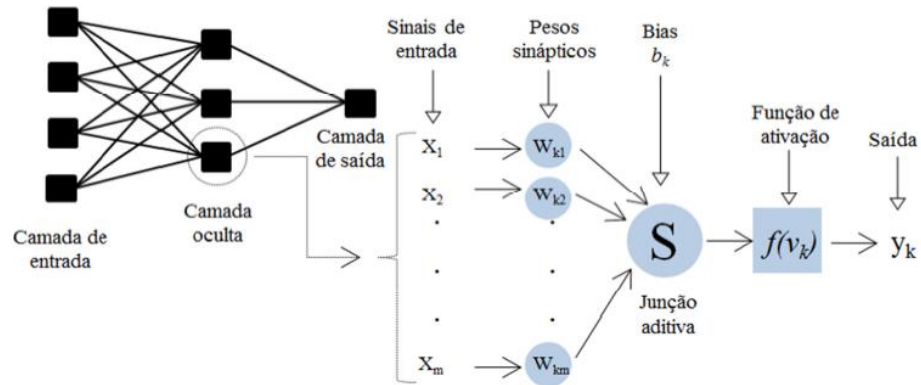 Camada de
entrada
Camada
oculta
Camada
de saída
Sinais de
entrada
Pesos
sinápticos
Bias
b_k
Função de
ativação
Saída
X_1
X_2
.
.
.
X_m
W_k1
W_k2
.
.
.
W_km
S
Junção
aditiva
f(v_k)
y_k